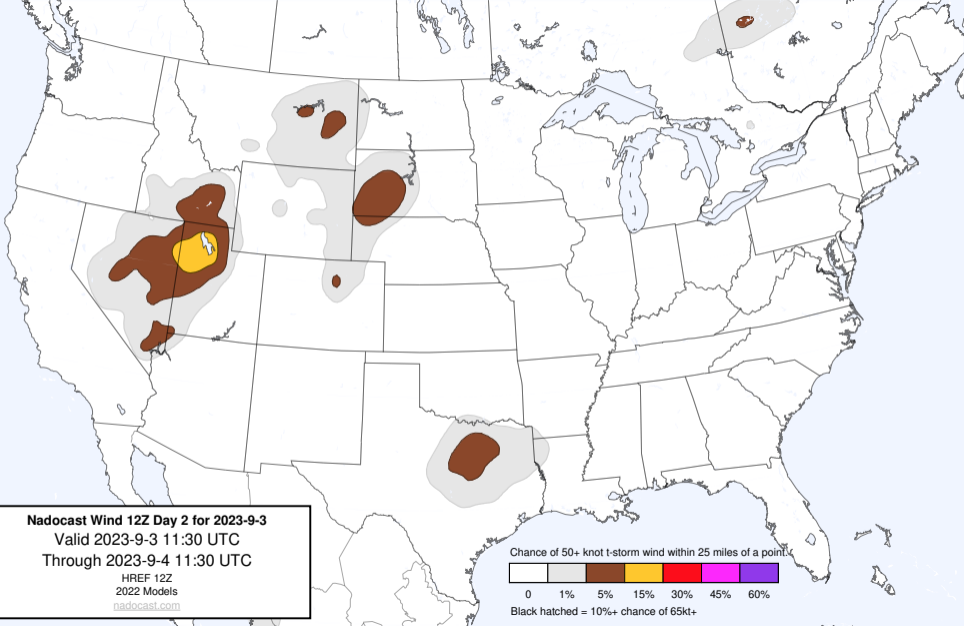 Nadocast Wind 12Z Day 2 for 2023-9-3
Valid 2023-9-3 11:30 UTC
Through 2023-9-4 11:30 UTC
HREF 12Z
2022 Models
nadocast.com
Chance of 50+ knot t-storm wind within 25 miles of a point.
0 1% 5% 15% 30% 45% 60%
Black hatched = 10%+ chance of 65kt+